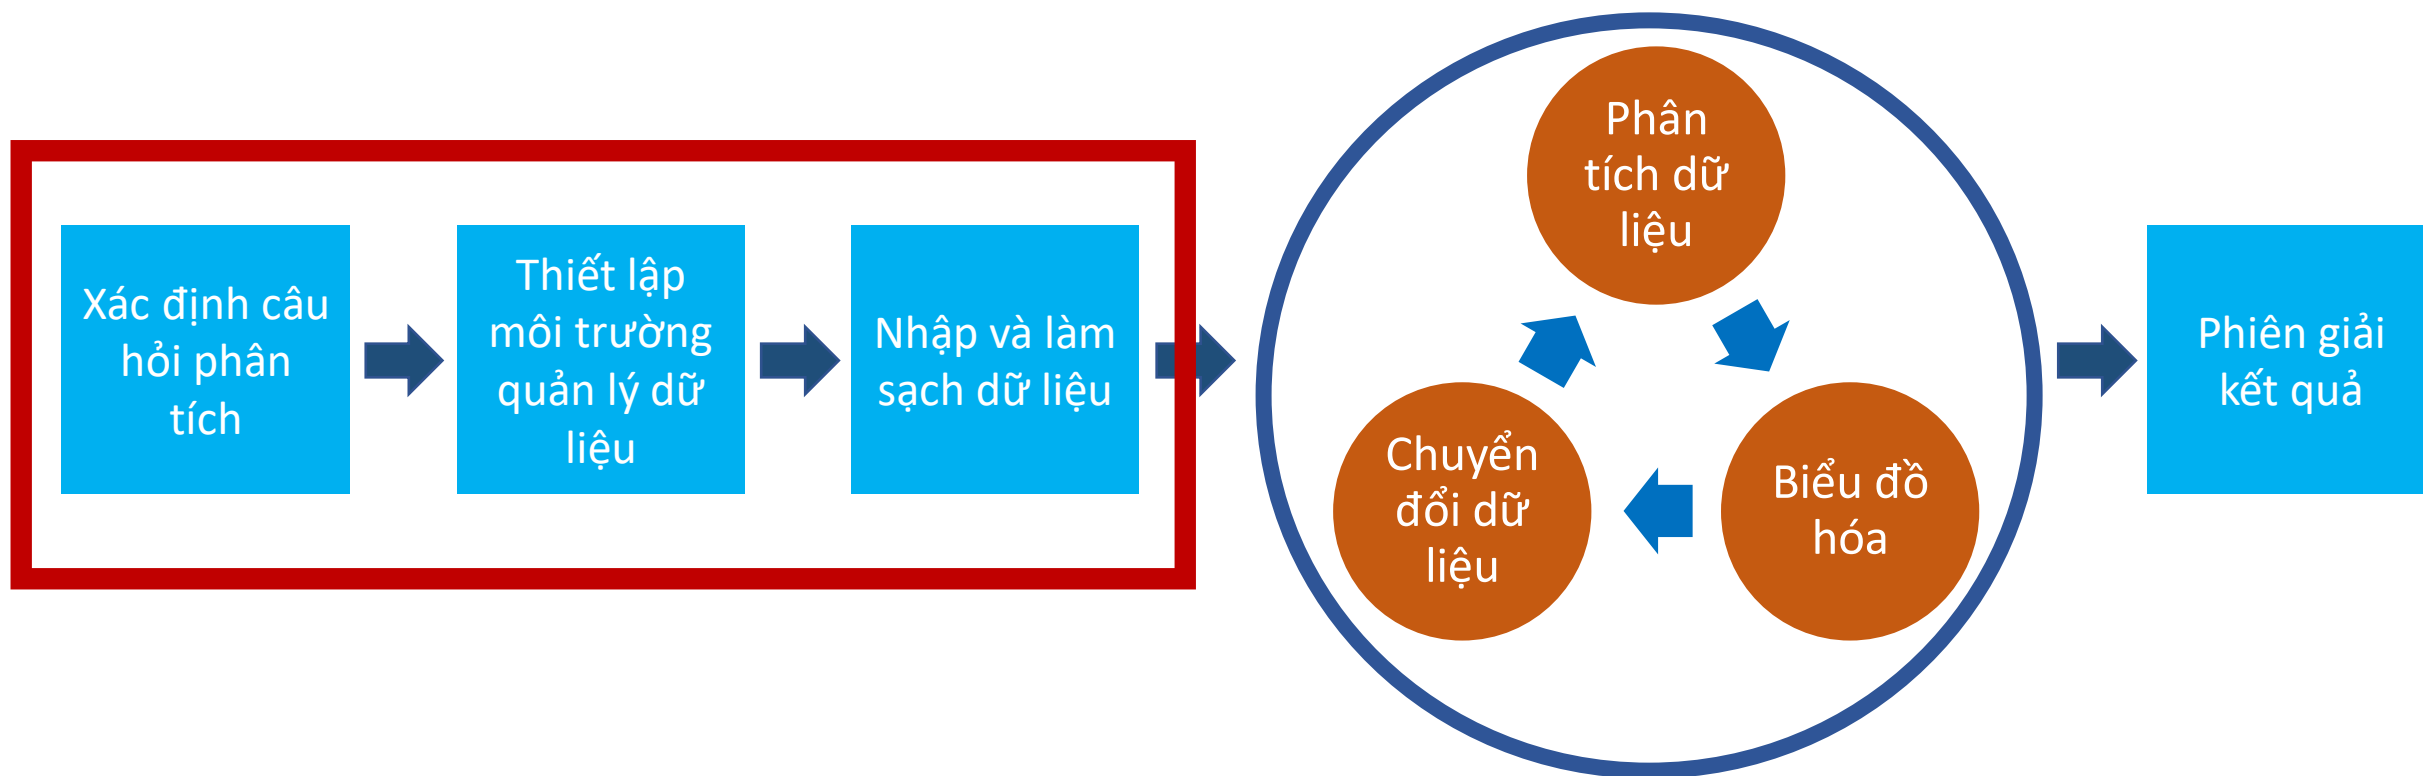 Xác định câu
hỏi phân
tích
Thiết lập
môi trường
quản lý dữ
liệu
Nhập và làm
sạch dữ liệu
Phân
tích dữ
liệu
Chuyển
đổi dữ
liệu
Biểu đồ
hóa
Phiên giải
kết quả